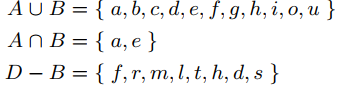 A ∪ B = { a, b, c, d, e, f, g, h, i, o, u }
A ∩ B = { a, e }
D − B = { f, r, m, l, t, h, d, s }